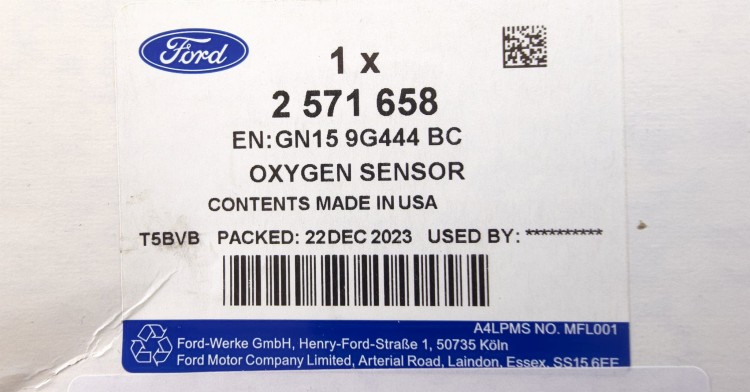 Ford
1 x
2 571 658
EN:GN15 9G444 BC
OXYGEN SENSOR
CONTENTS MADE IN USA
T5BVB PACKED: 22DEC 2023 USED BY: **********
A4LPMS NO. MFL001
Ford-Werke GmbH, Henry-Ford-Straße 1, 50735 Köln
Ford Motor Company Limited, Arterial Road, Laindon, Essex, SS15 6EE